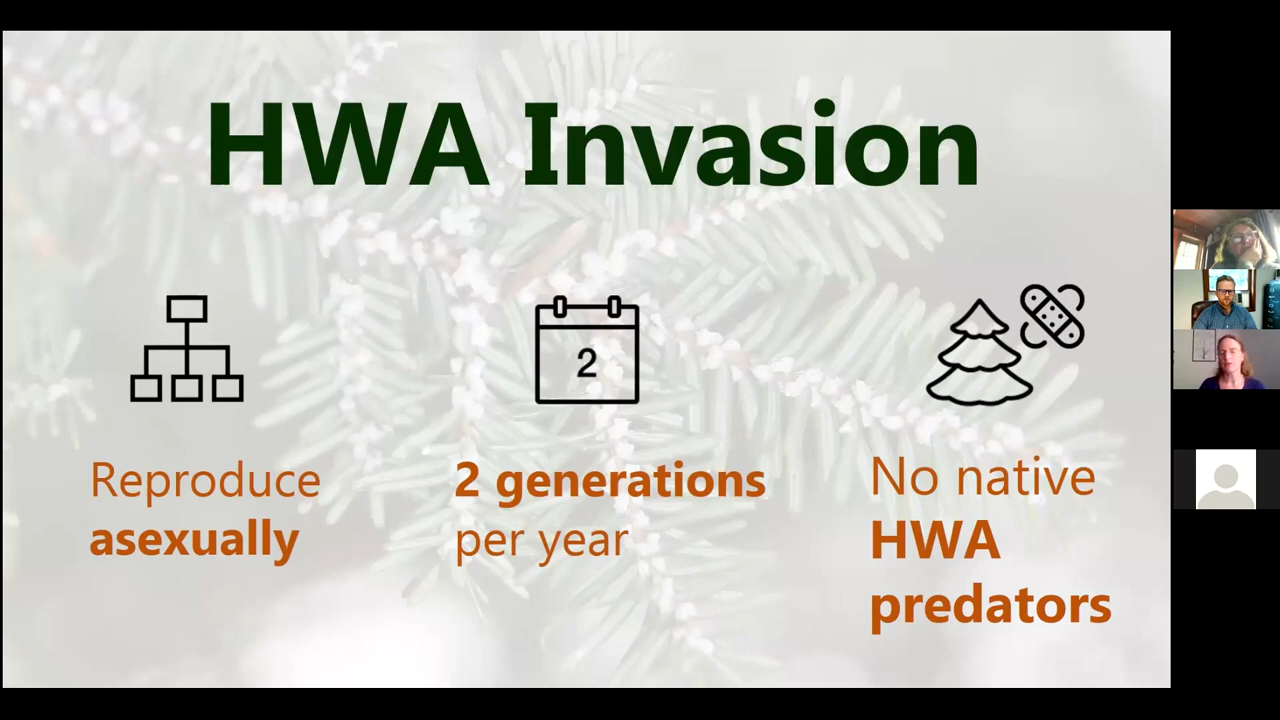 HWA Invasion
2
Reproduce
asexually
2 generations
per year
No native
HWA
predators